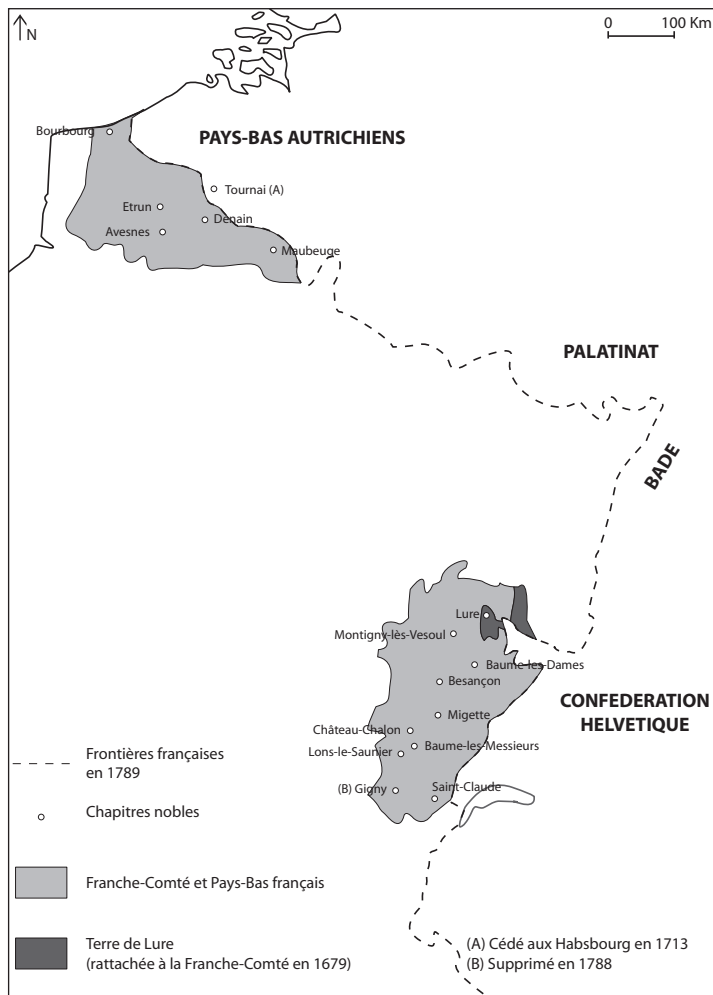 N
0 100 Km
Bourbourg
PAYS-BAS AUTRICHIENS
Tournai (A)
Etrun
Denain
Avesnes
Maubeuge
PALATINAT
BADE
Lure
Montigny-lès-Vesoul
Baume-les-Dames
Besançon
CONFEDERATION
HELVETIQUE
Migette
Château-Chalon
Baume-les-Messieurs
Lons-le-Saunier
(B) Gigny
Saint-Claude
Frontières françaises
en 1789
Chapitres nobles
Franche-Comté et Pays-Bas français
Terre de Lure
(rattachée à la Franche-Comté en 1679)
(A) Cédé aux Habsbourg en 1713
(B) Supprimé en 1788